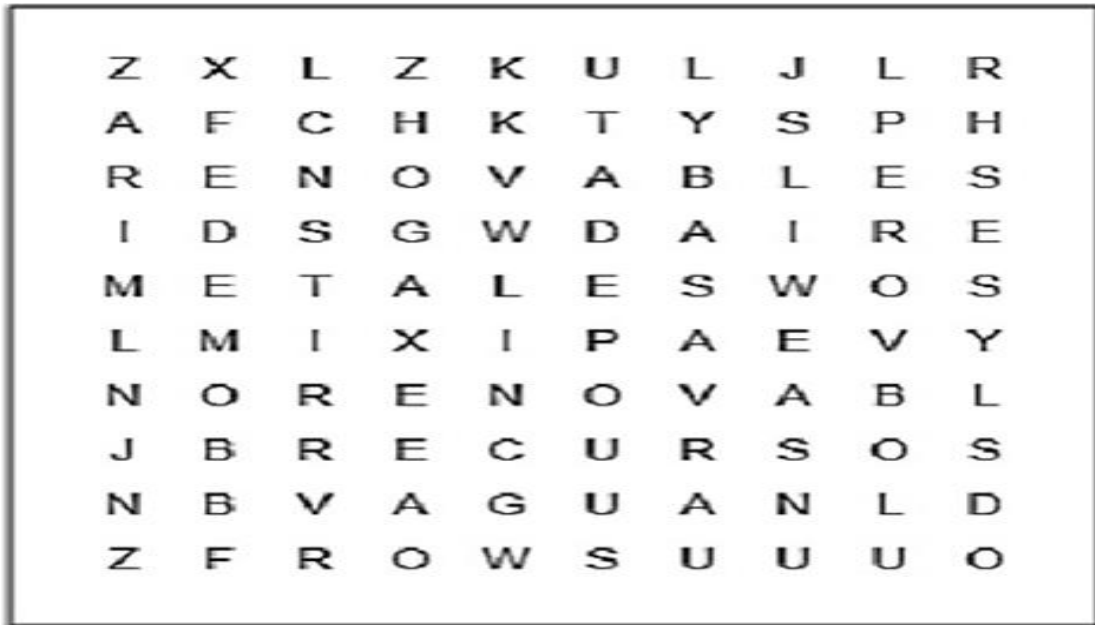 Z X L Z K U L J L R
A F C H K T Y S P H
R E N O V A B L E S
I D S G W D A I R E
M E T A L E S W O S
L M I X I P A E V Y
N O R E N O V A B L
J B R E C U R S O S
N B V A G U A N L D
Z F R O W S U U U O